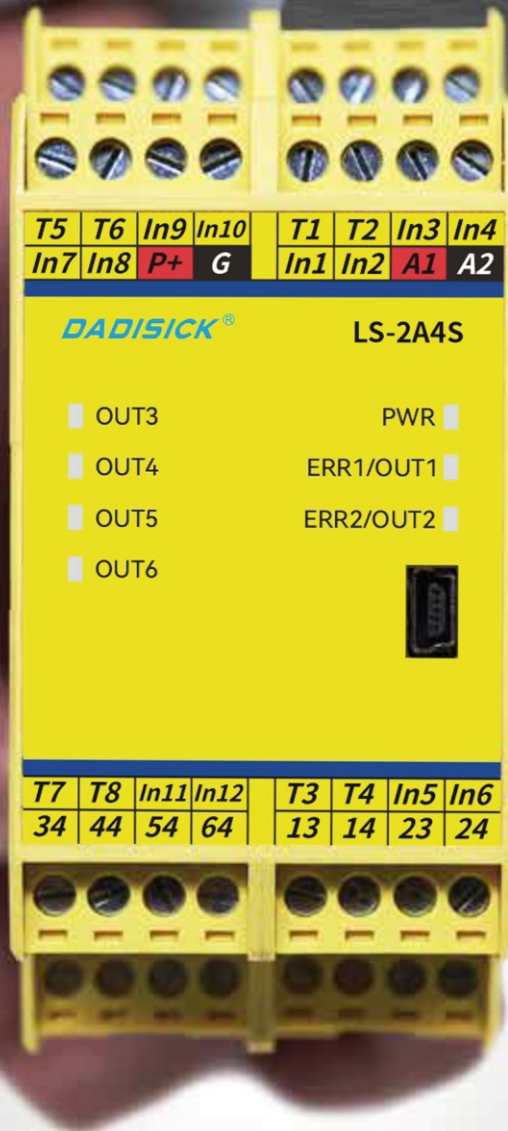 T5 T6 In9 In10 T1 T2 In3 In4
In7 In8 P+ G In1 In2 A1 A2
DADISICK® LS-2A4S
OUT3 PWR
OUT4 ERR1/OUT1
OUT5 ERR2/OUT2
OUT6
T7 T8 In11 In12 T3 T4 In5 In6
34 44 54 64 13 14 23 24